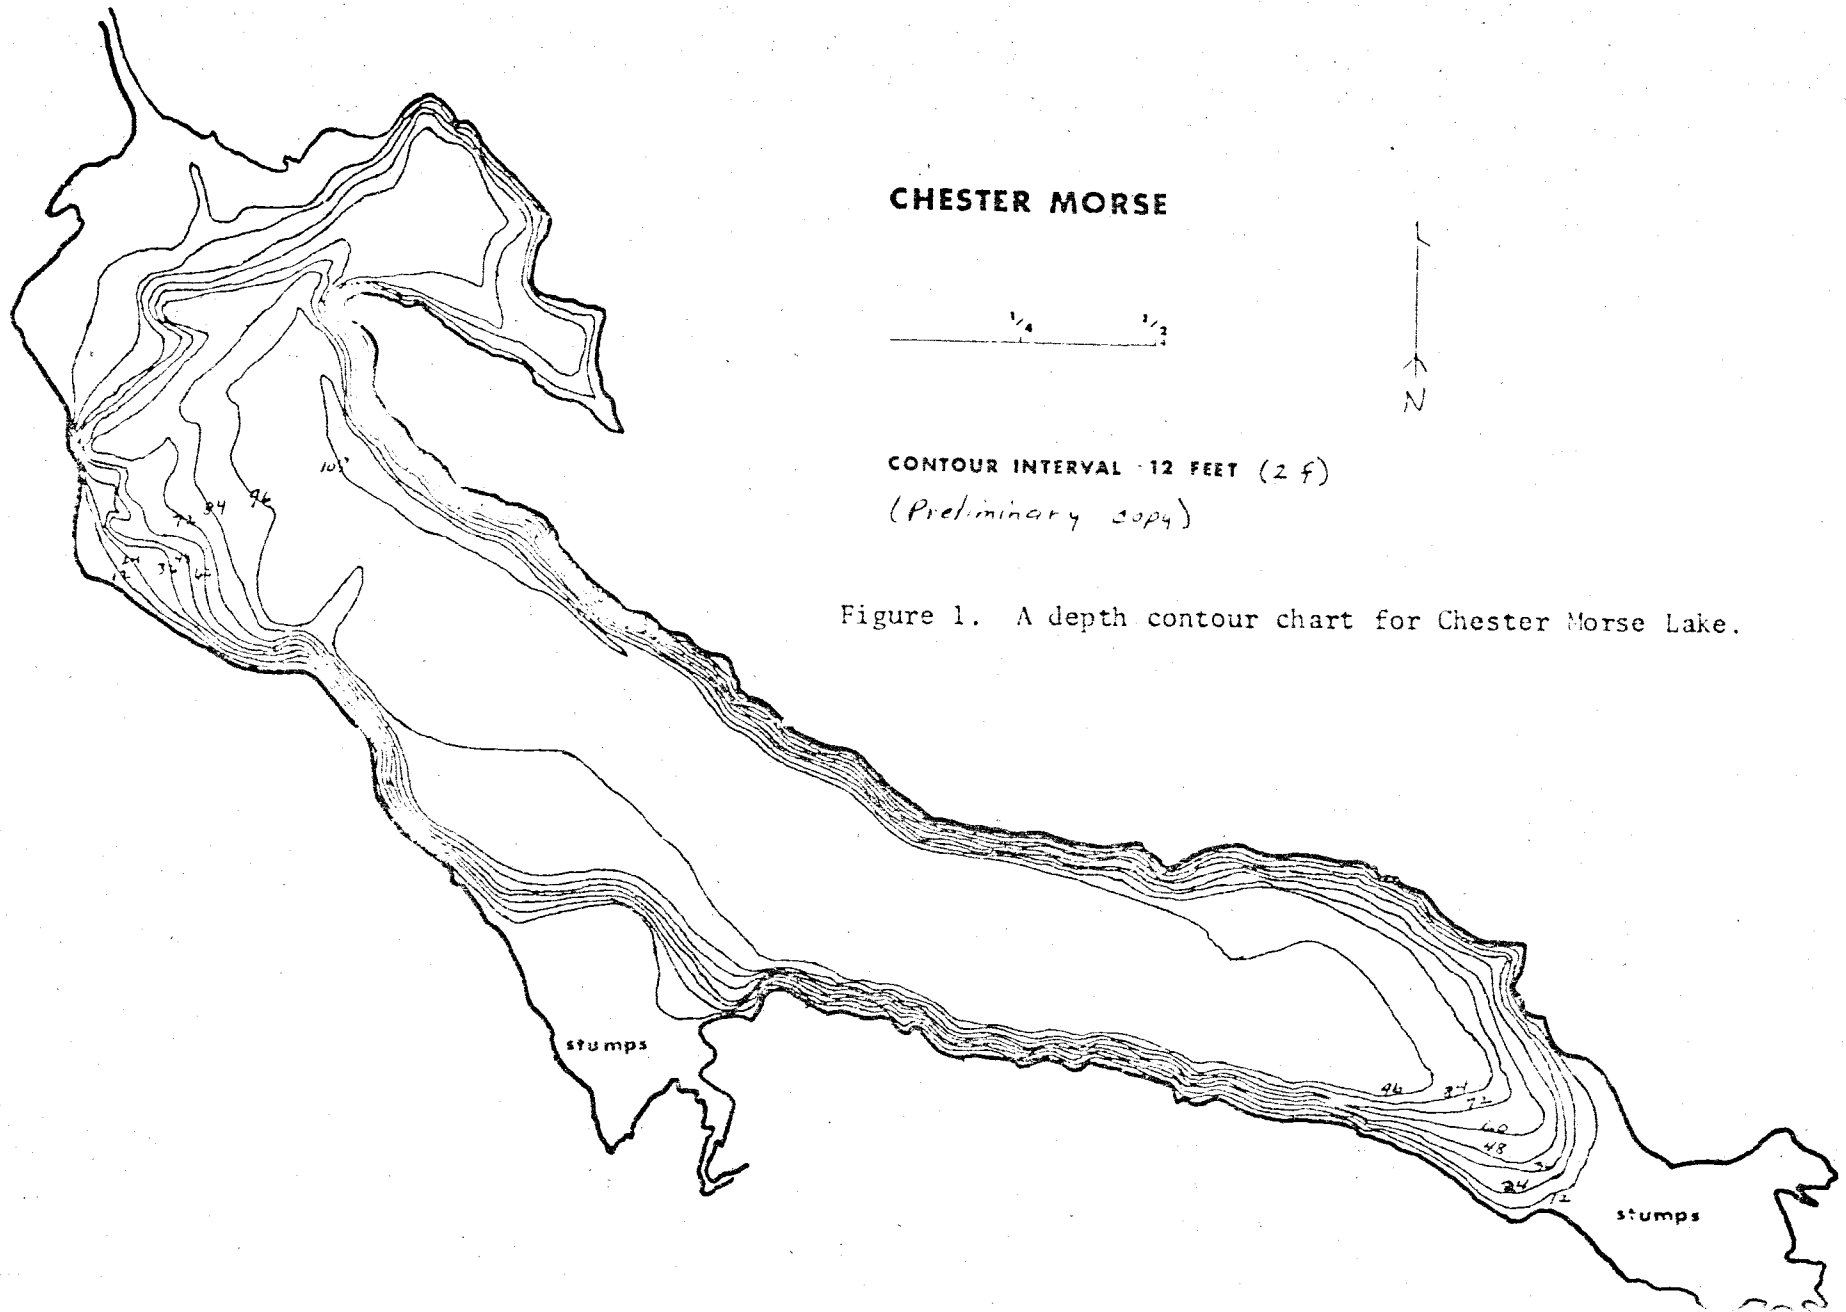 CHESTER MORSE
1/4 1/2
N
CONTOUR INTERVAL - 12 FEET (2 f)
(Preliminary copy)
Figure 1. A depth contour chart for Chester Morse Lake.
108
96
84
72
24
12
36
48
stumps
96
84
72
60
48
24
12
stumps